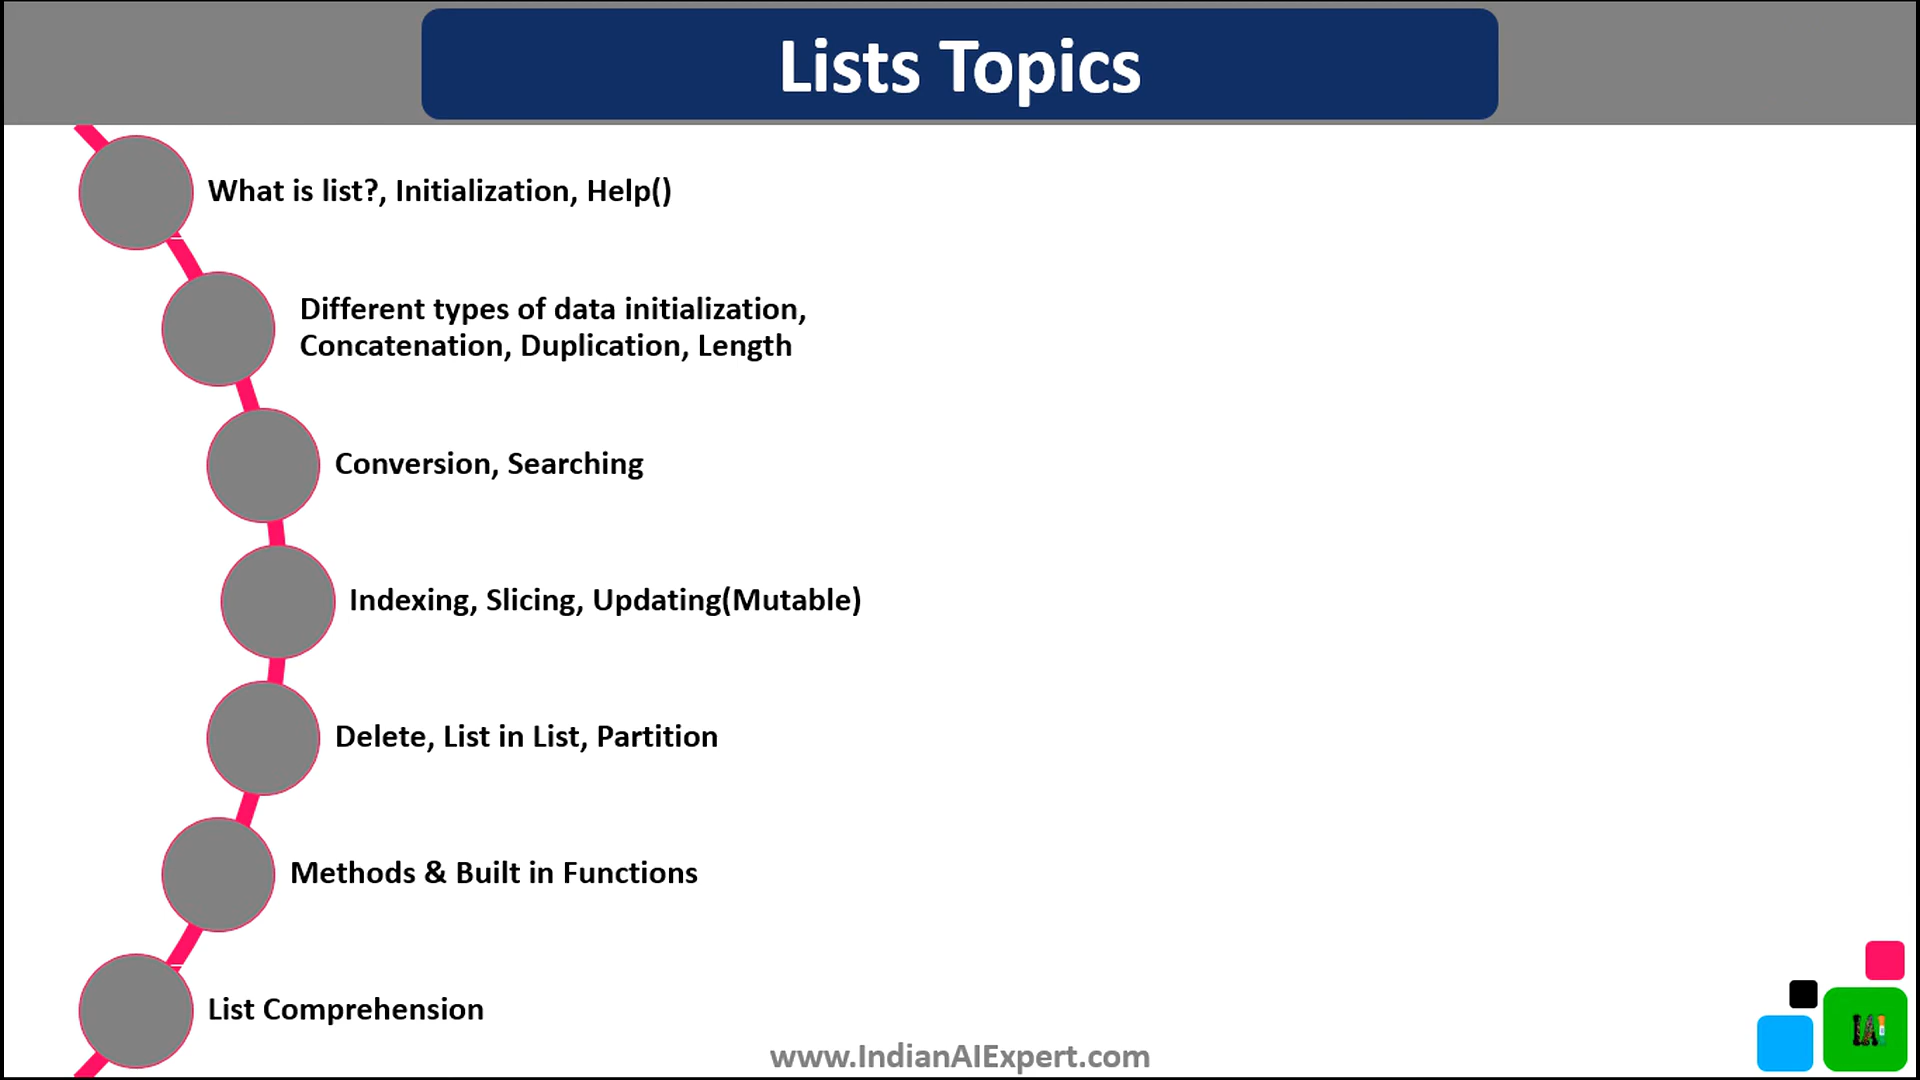 Lists Topics
What is list?, Initialization, Help()
Different types of data initialization,
Concatenation, Duplication, Length
Conversion, Searching
Indexing, Slicing, Updating(Mutable)
Delete, List in List, Partition
Methods & Built in Functions
List Comprehension
www.IndianAIExpert.com
IAI